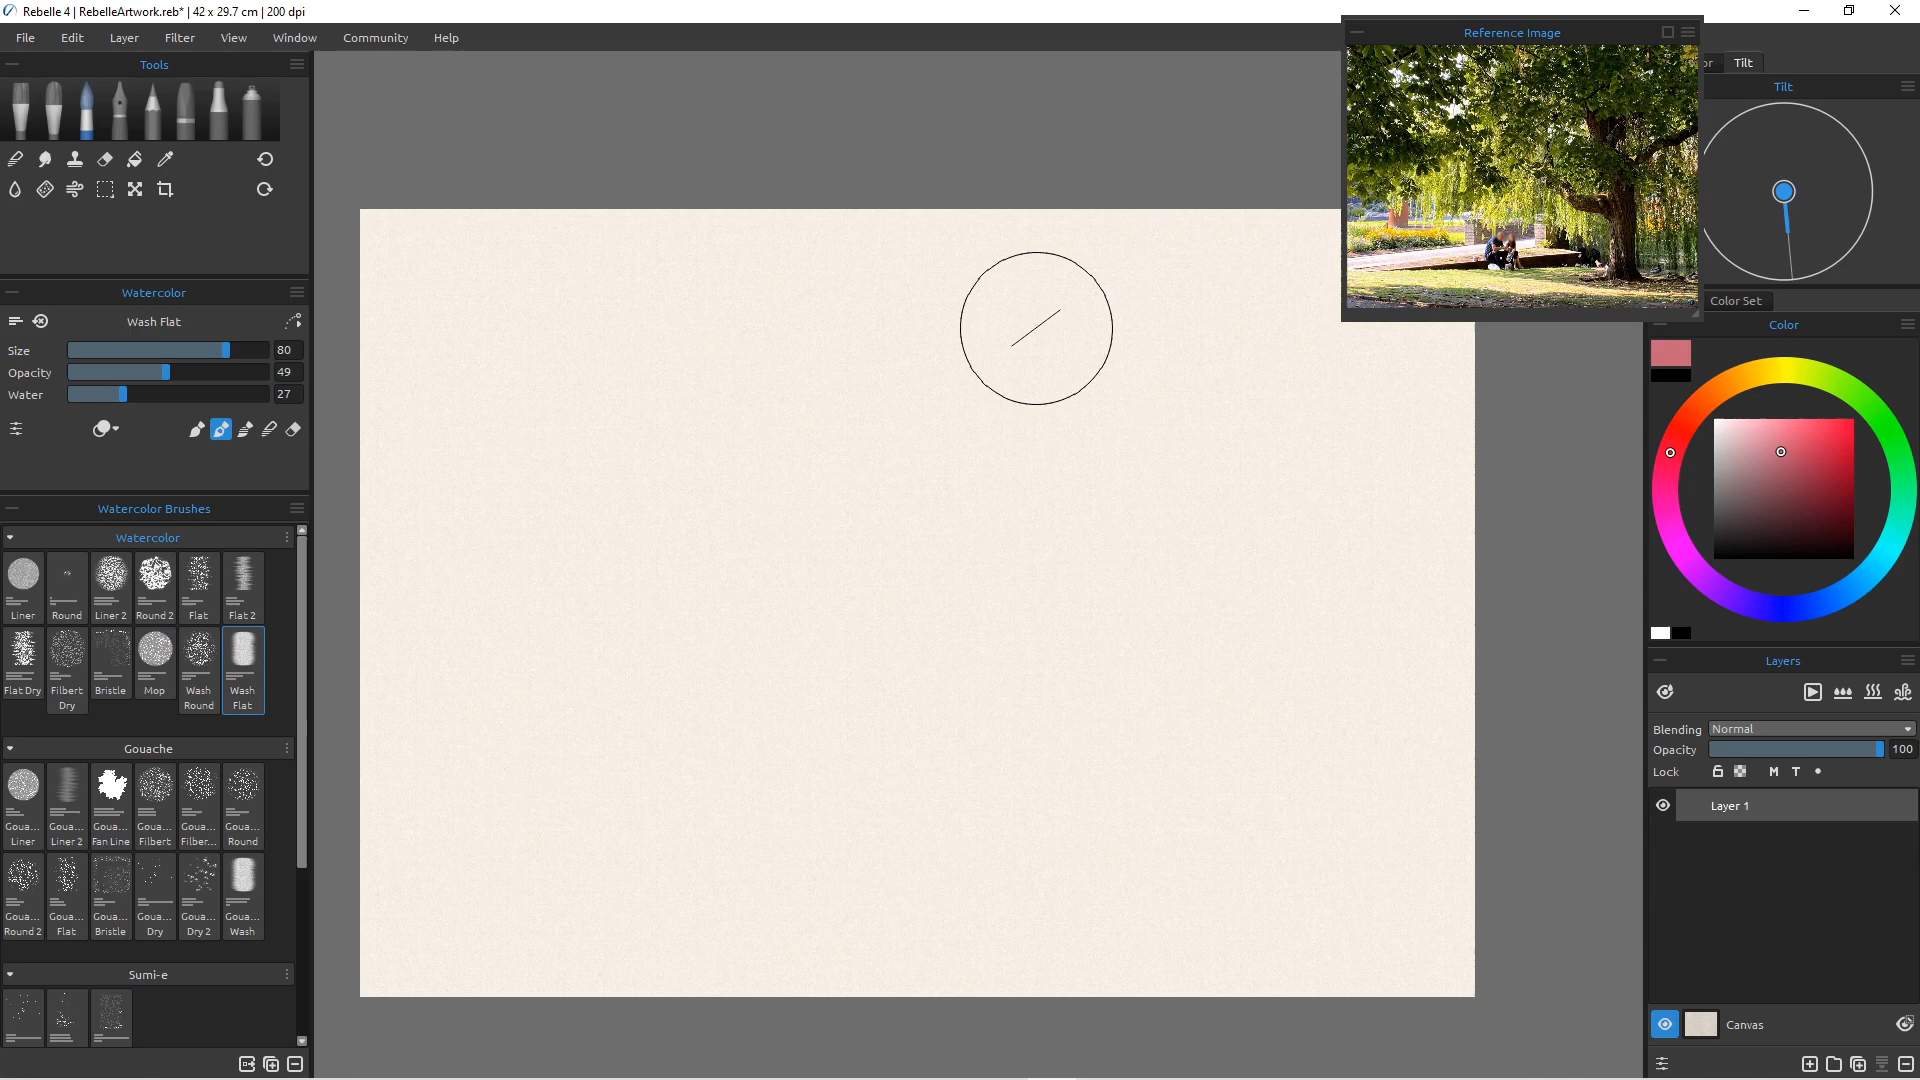 Rebelle 4 | RebelleArtwork.reb* | 42 x 29.7 cm | 200 dpi
File Edit Layer Filter View Window Community Help
Tools
Reference Image
Tilt
Tilt
Watercolor
Wash Flat
Size 80
Opacity 49
Water 27
Color Set
Color
Watercolor Brushes
Watercolor
Liner Round Liner 2 Round 2 Flat Flat 2
Flat Dry Filbert Dry Bristle Mop Wash Round Wash Flat
Gouache
Goua... Liner Goua... Liner 2 Goua... Fan Line Goua... Filbert Goua... Filber... Goua... Round
Goua... Round 2 Goua... Flat Goua... Bristle Goua... Dry Goua... Dry 2 Goua... Wash
Sumi-e
Layers
Blending Normal
Opacity 100
Lock M T
Layer 1
Canvas